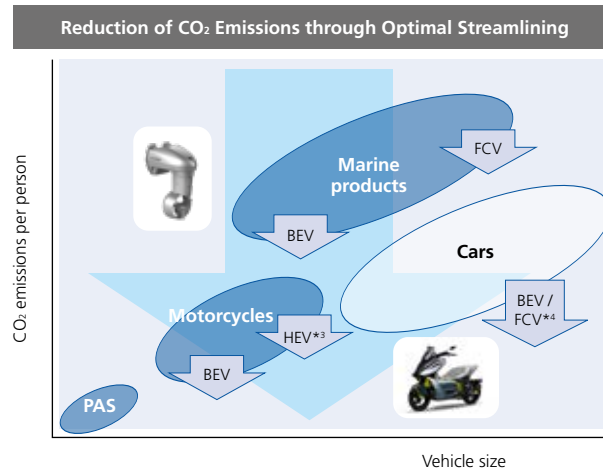 Reduction of CO₂ Emissions through Optimal Streamlining
CO₂ emissions per person
Marine
products
FCV
BEV
Cars
BEV /
FCV*4
Motorcycles
HEV*3
BEV
PAS
Vehicle size